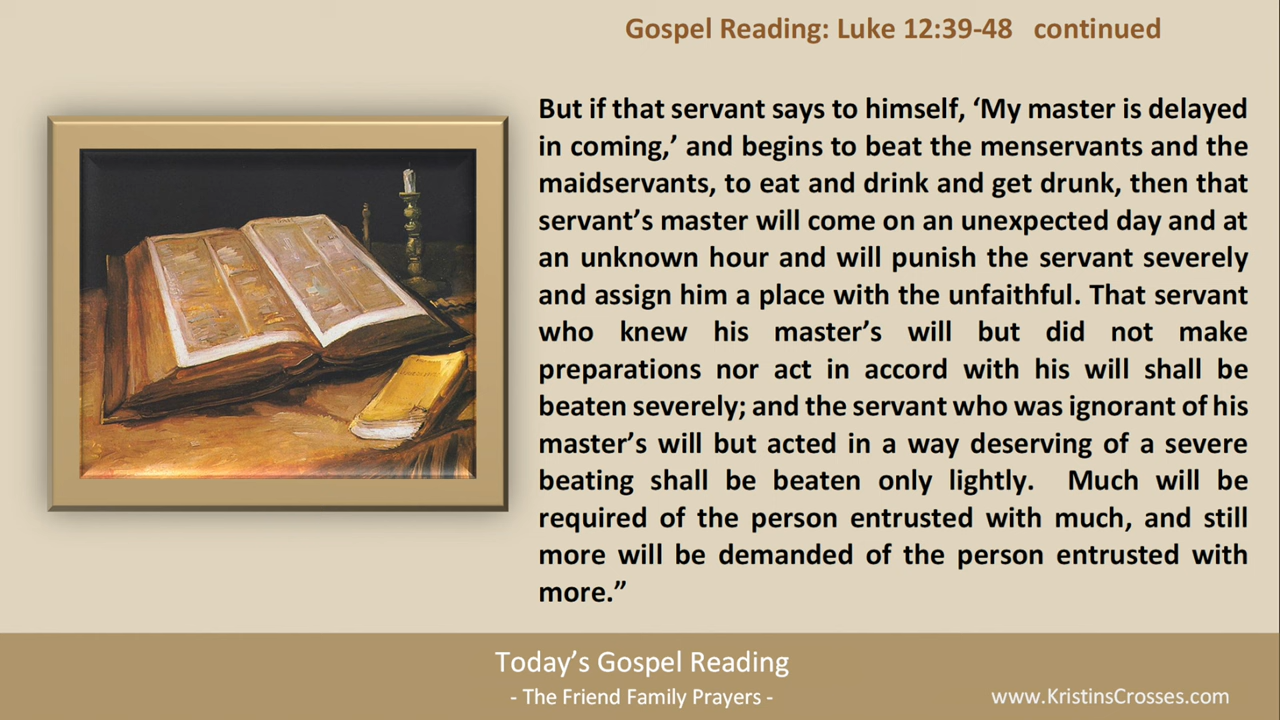 Gospel Reading: Luke 12:39-48 continued
But if that servant says to himself, ‘My master is delayed
in coming,’ and begins to beat the menservants and the
maidservants, to eat and drink and get drunk, then that
servant’s master will come on an unexpected day and at
an unknown hour and will punish the servant severely
and assign him a place with the unfaithful. That servant
who knew his master’s will but did not make
preparations nor act in accord with his will shall be
beaten severely; and the servant who was ignorant of his
master’s will but acted in a way deserving of a severe
beating shall be beaten only lightly. Much will be
required of the person entrusted with much, and still
more will be demanded of the person entrusted with
more.”
Today’s Gospel Reading
- The Friend Family Prayers -
www.KristinsCrosses.com